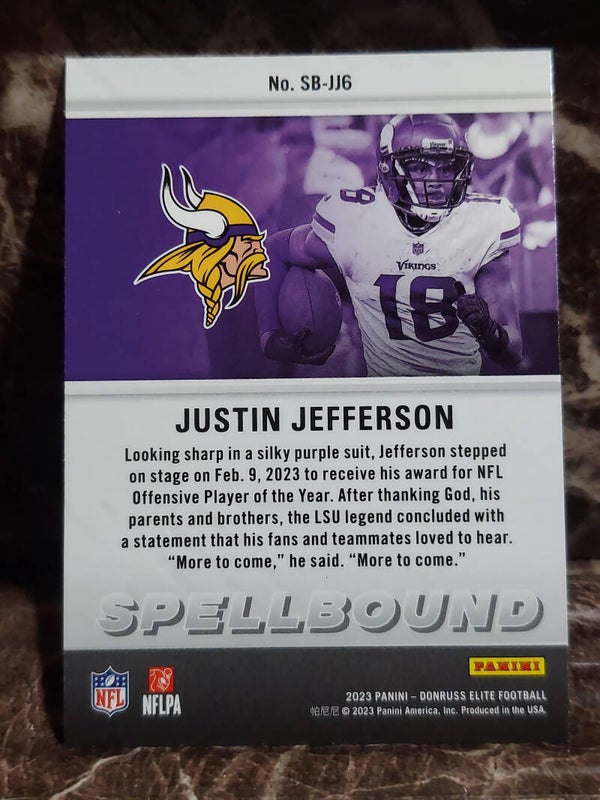 No. SB-JJ6
Vikings
18
VIKINGS
18
JUSTIN JEFFERSON
Looking sharp in a silky purple suit, Jefferson stepped
on stage on Feb. 9, 2023 to receive his award for NFL
Offensive Player of the Year. After thanking God, his
parents and brothers, the LSU legend concluded with
a statement that his fans and teammates loved to hear.
“More to come,” he said. “More to come.”
SPELLBOUND
PANINI
NFL
NFLPA
2023 PANINI – DONRUSS ELITE FOOTBALL
帕尼尼 © 2023 Panini America, Inc. Produced in the USA.